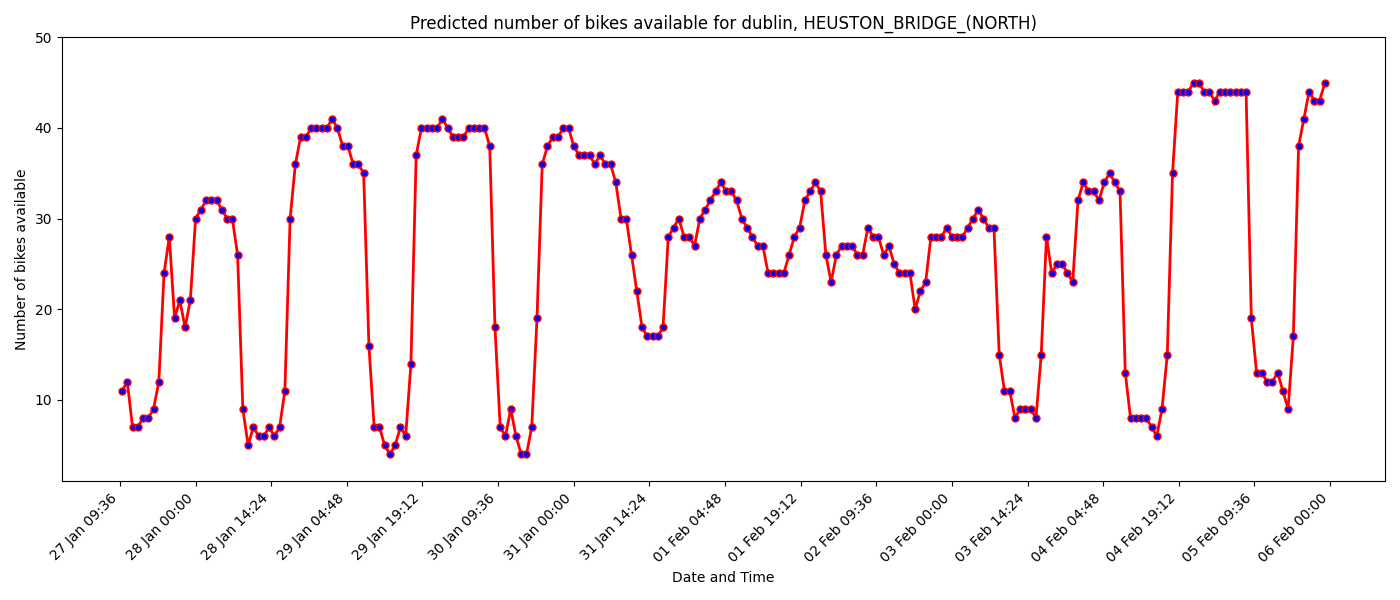 Predicted number of bikes available for dublin, HEUSTON_BRIDGE_(NORTH)
Number of bikes available
50
40
30
20
10
27 Jan 09:36
28 Jan 00:00
28 Jan 14:24
29 Jan 04:48
29 Jan 19:12
30 Jan 09:36
31 Jan 00:00
31 Jan 14:24
01 Feb 04:48
01 Feb 19:12
02 Feb 09:36
03 Feb 00:00
03 Feb 14:24
04 Feb 04:48
04 Feb 19:12
05 Feb 09:36
06 Feb 00:00
Date and Time